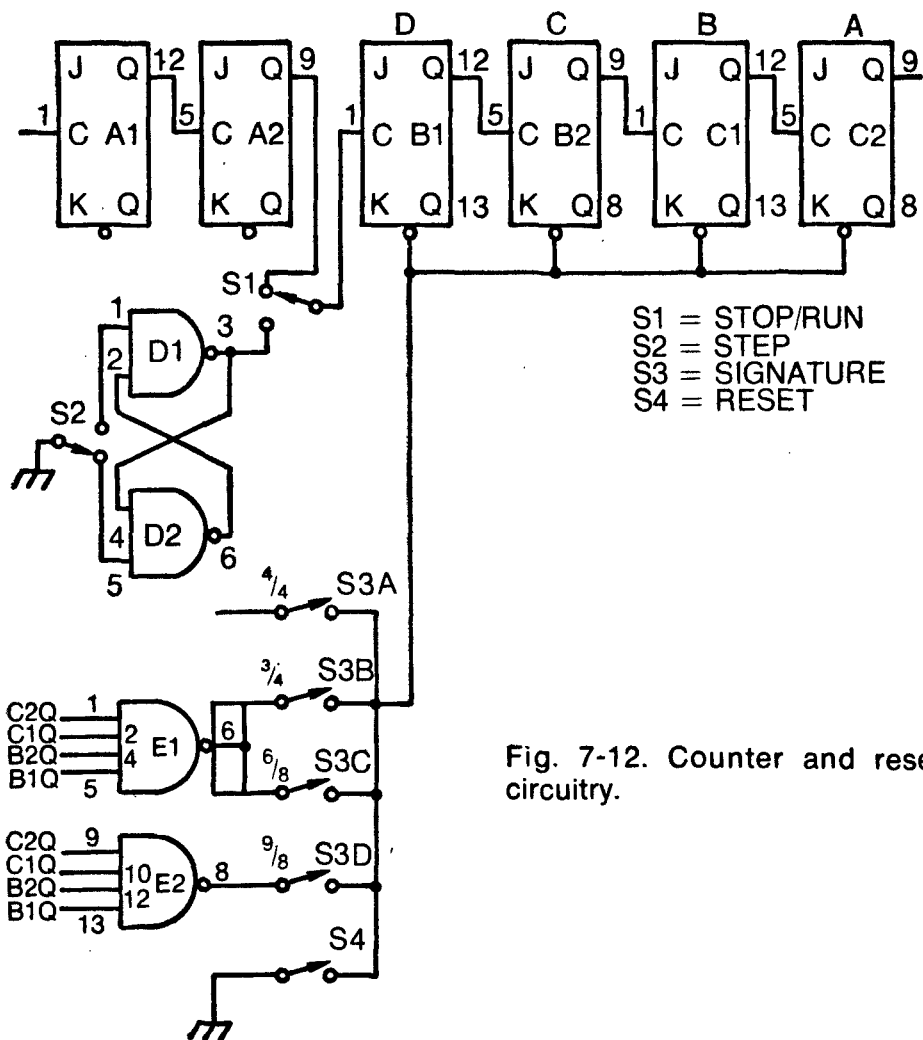 D C B A
J Q 12 J Q 9 J Q 12 J Q 9 J Q 12 J Q 9
1 C A1 5 C A2 1 C B1 5 C B2 1 C C1 5 C C2
K Q K Q K Q 13 K Q 8 K Q 13 K Q 8
S1
1 3
D1
2
S2
S1 = STOP/RUN
S2 = STEP
S3 = SIGNATURE
S4 = RESET
4 D2 6
5
4/4 S3A
3/4 S3B
C2Q 1
C1Q 2 E1 6
B2Q 4
B1Q 5
6/8 S3C
Fig. 7-12. Counter and rese
circuitry.
C2Q 9
C1Q 10 E2 8
B2Q 12
B1Q 13
9/8 S3D
S4